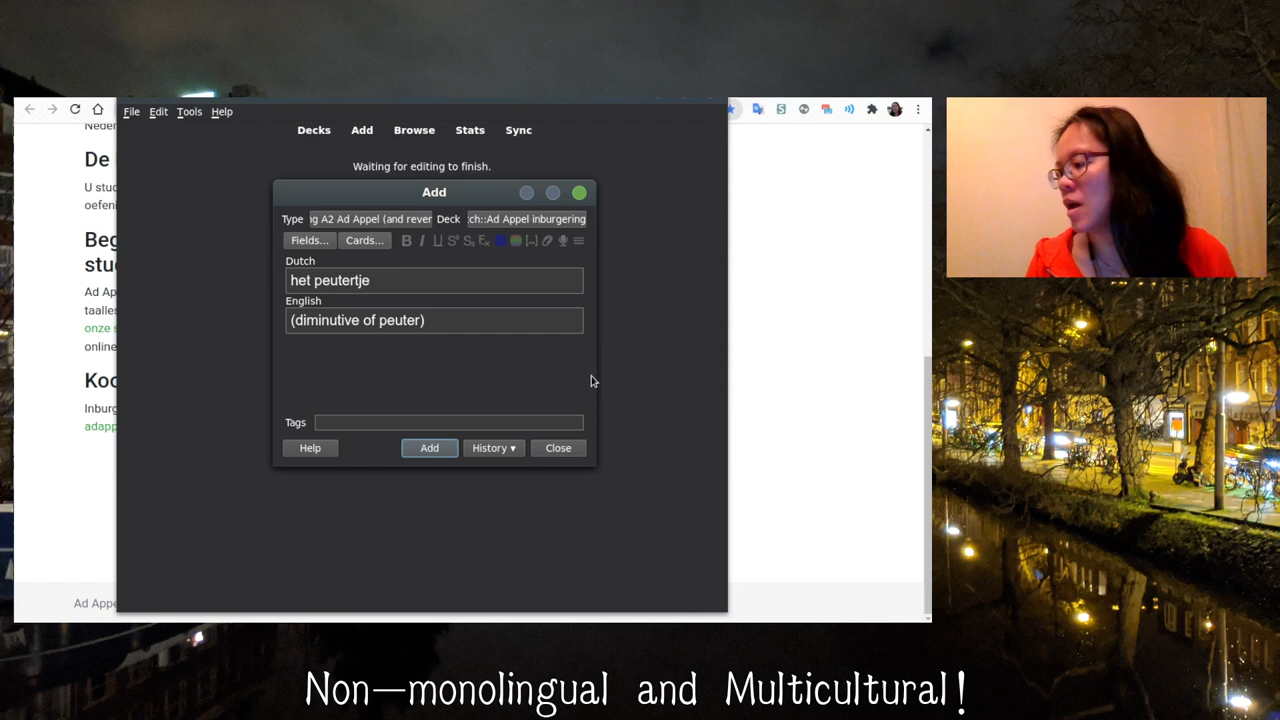 File Edit Tools Help
Decks Add Browse Stats Sync
Waiting for editing to finish.
Add
Type ng A2 Ad Appel (and rever Deck ch::Ad Appel inburgering
Fields... Cards...
Dutch
het peutertje
English
(diminutive of peuter)
Tags
Help Add History ▾ Close
De
U stud
oefeni
Beg
stu
Ad Ap
taalles
onze s
online
Koo
Inburg
adapp
Ad Appe
Non-monolingual and Multicultural!